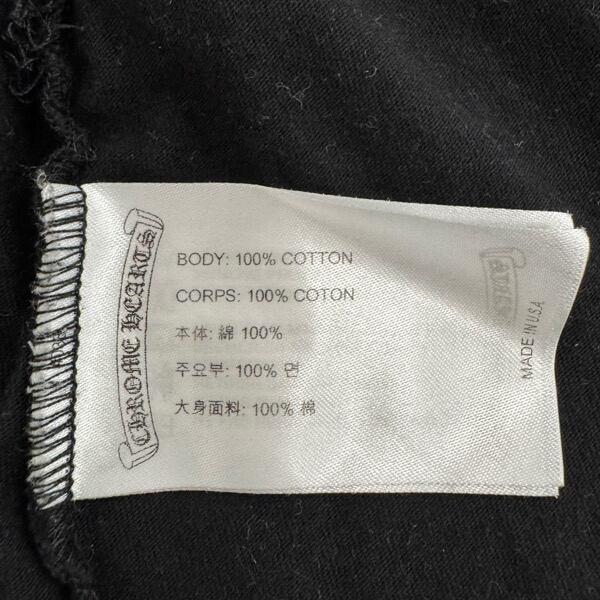 CHROME HEARTS
BODY: 100% COTTON
CORPS: 100% COTON
本体: 綿 100%
주요부: 100% 면
大身面料: 100% 棉
MADE IN U.S.A.